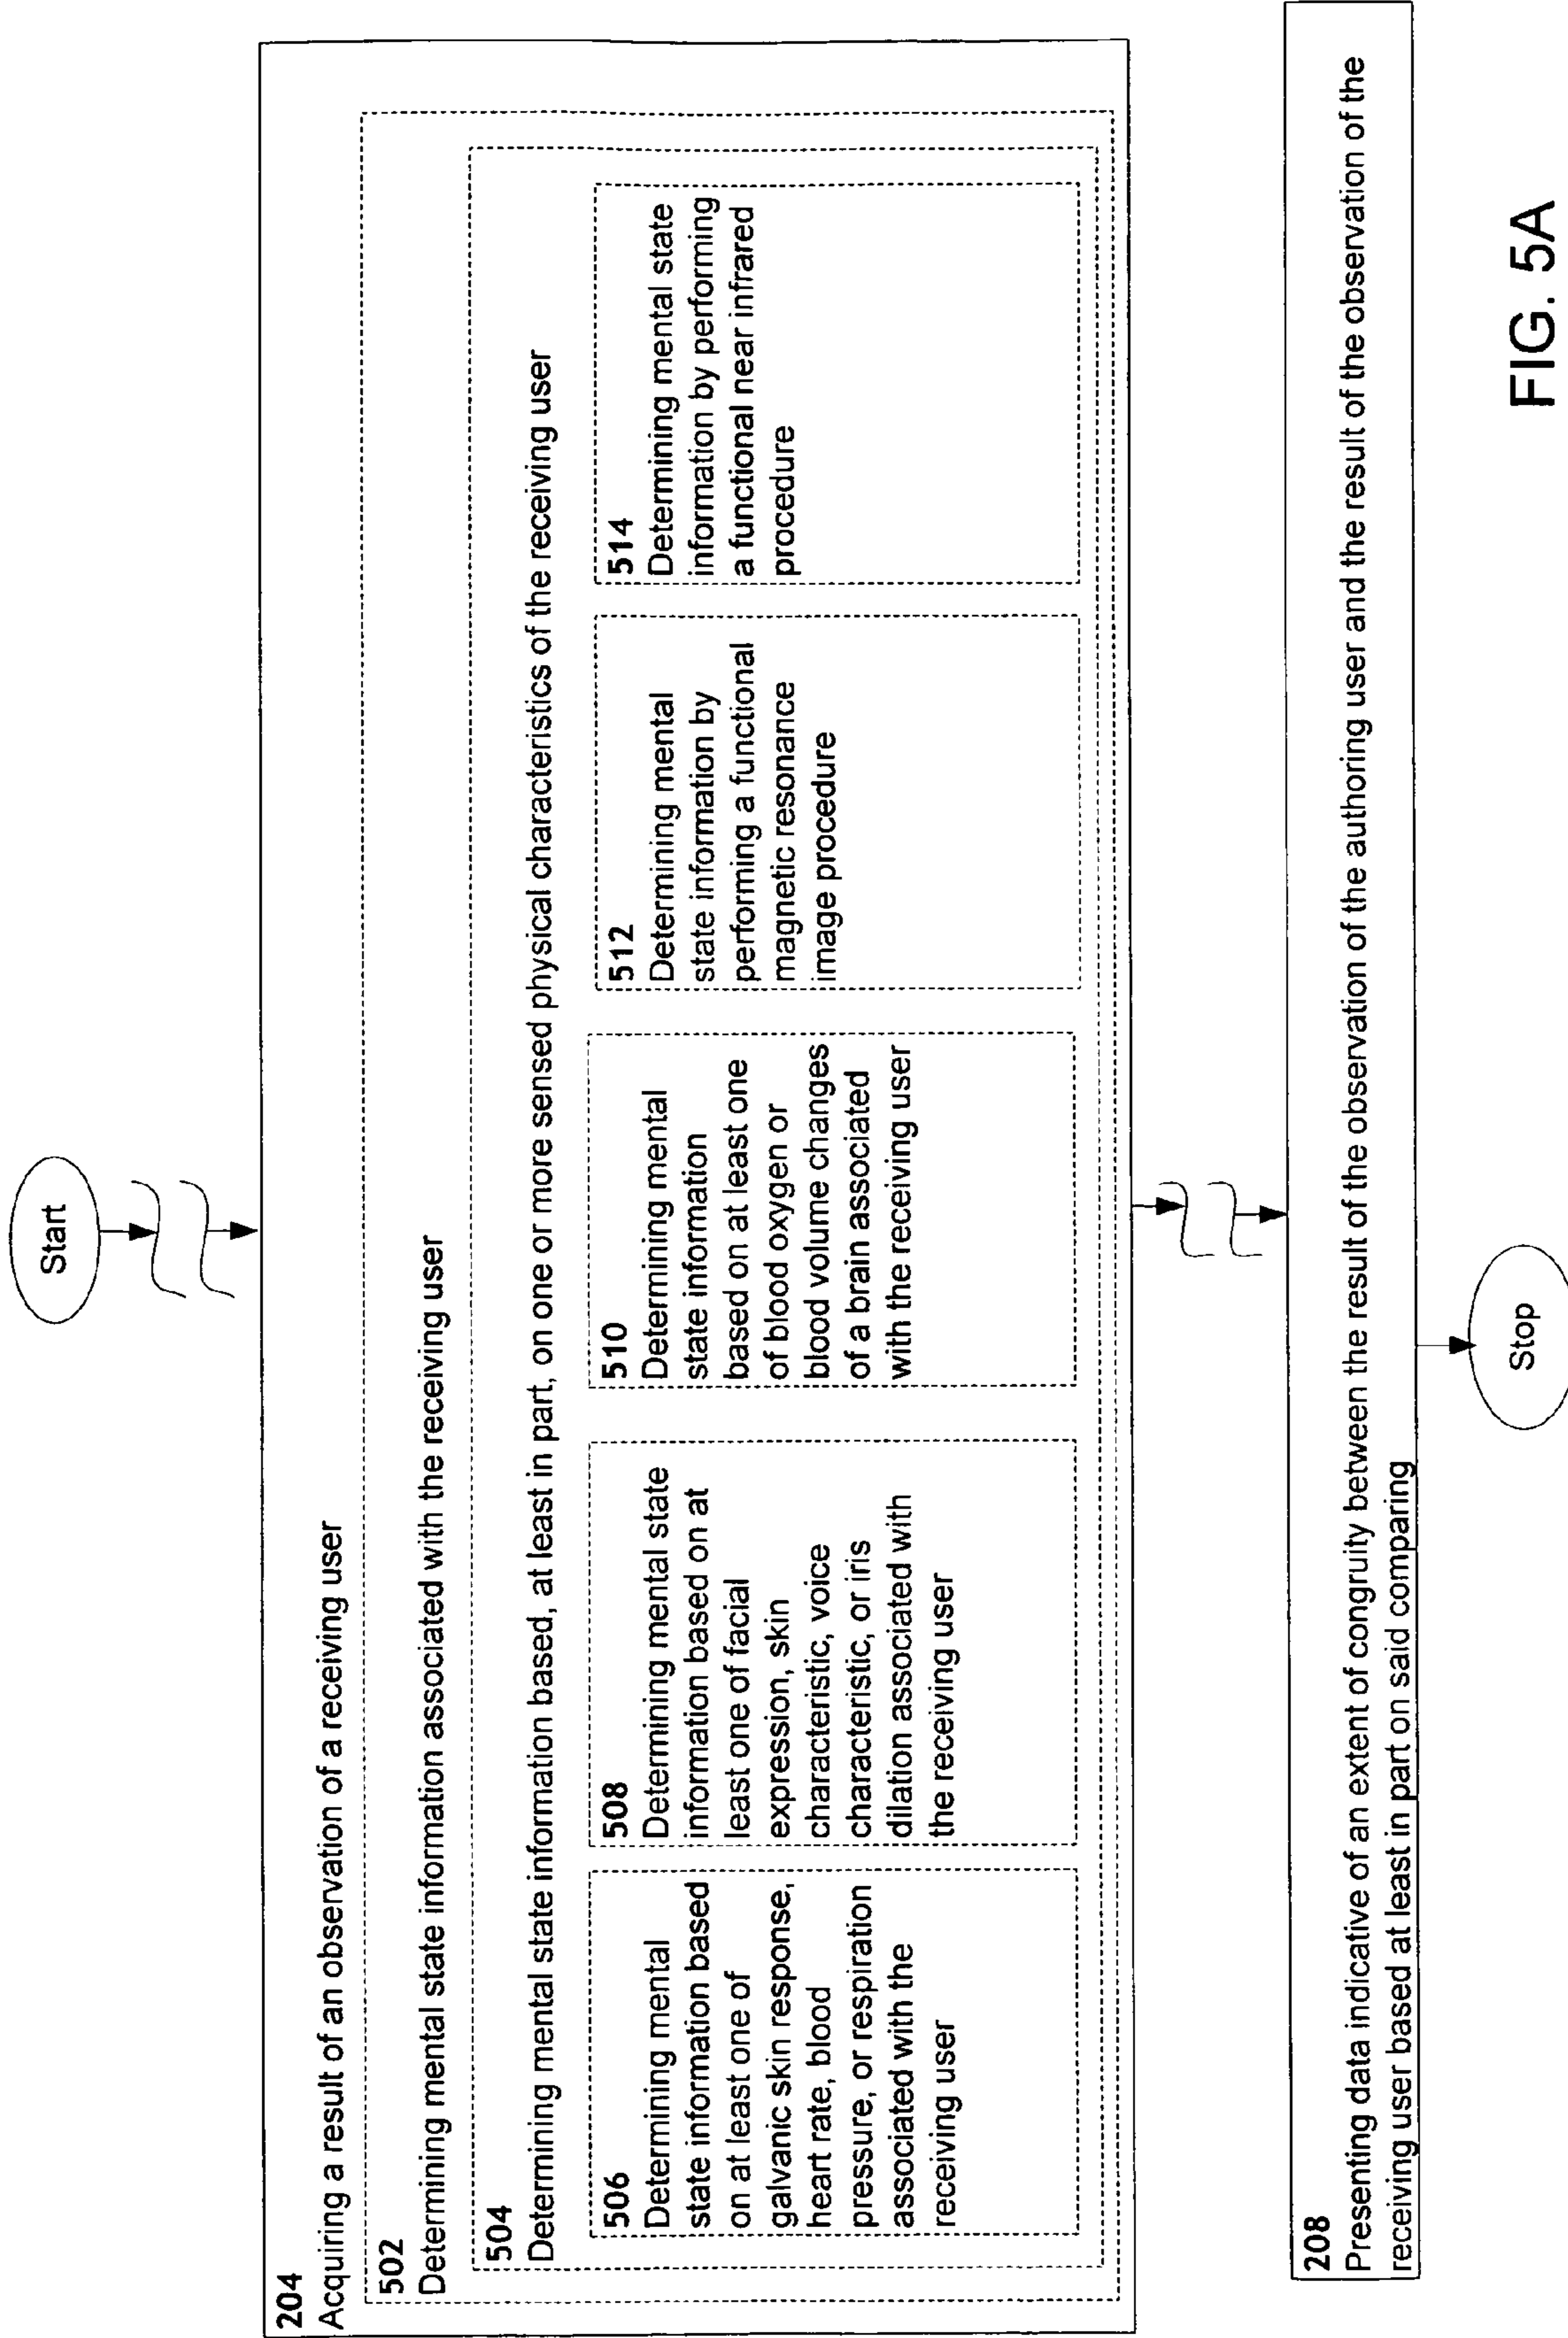 Start
204
Acquiring a result of an observation of a receiving user
502
Determining mental state information associated with the receiving user
504
Determining mental state information based, at least in part, on one or more sensed physical characteristics of the receiving user
506
Determining mental
state information based
on at least one of
galvanic skin response,
heart rate, blood
pressure, or respiration
associated with the
receiving user
508
Determining mental state
information based on at
least one of facial
expression, skin
characteristic, voice
characteristic, or iris
dilation associated with
the receiving user
510
Determining mental
state information
based on at least one
of blood oxygen or
blood volume changes
of a brain associated
with the receiving user
512
Determining mental
state information by
performing a functional
magnetic resonance
image procedure
514
Determining mental state
information by performing
a functional near infrared
procedure
208
Presenting data indicative of an extent of congruity between the result of the observation of the authoring user and the result of the observation of the
receiving user based at least in part on said comparing
Stop
FIG. 5A